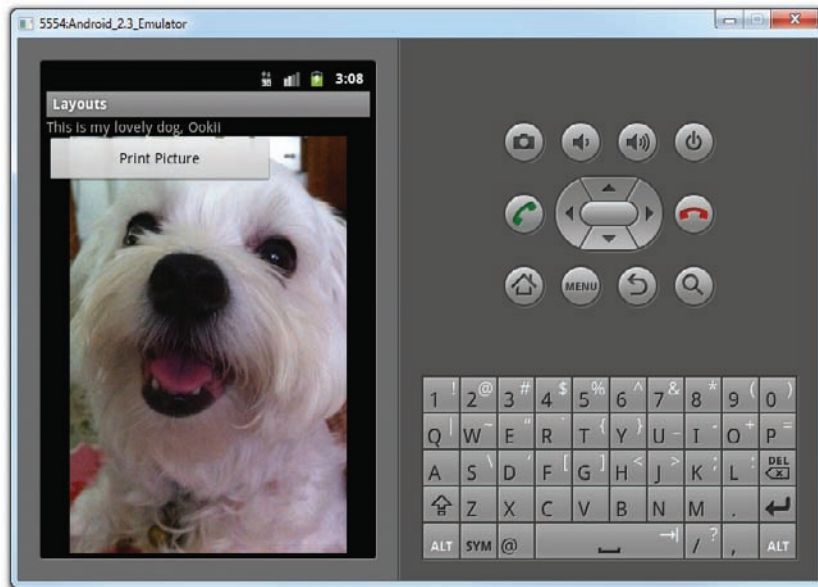 5554:Android_2.3_Emulator
3:08
Layouts
This is my lovely dog, Ookii
Print Picture
MENU
1 ! 2 @ 3 # 4 $ 5 % 6 ^ 7 & 8 * 9 ( 0 )
Q | W ~ E " R ` T { Y } U _ I - O + P =
A S \ D ' F [ G ] H < J > K ; L : DEL
Z X C V B N M .
ALT SYM @ / ? , ALT